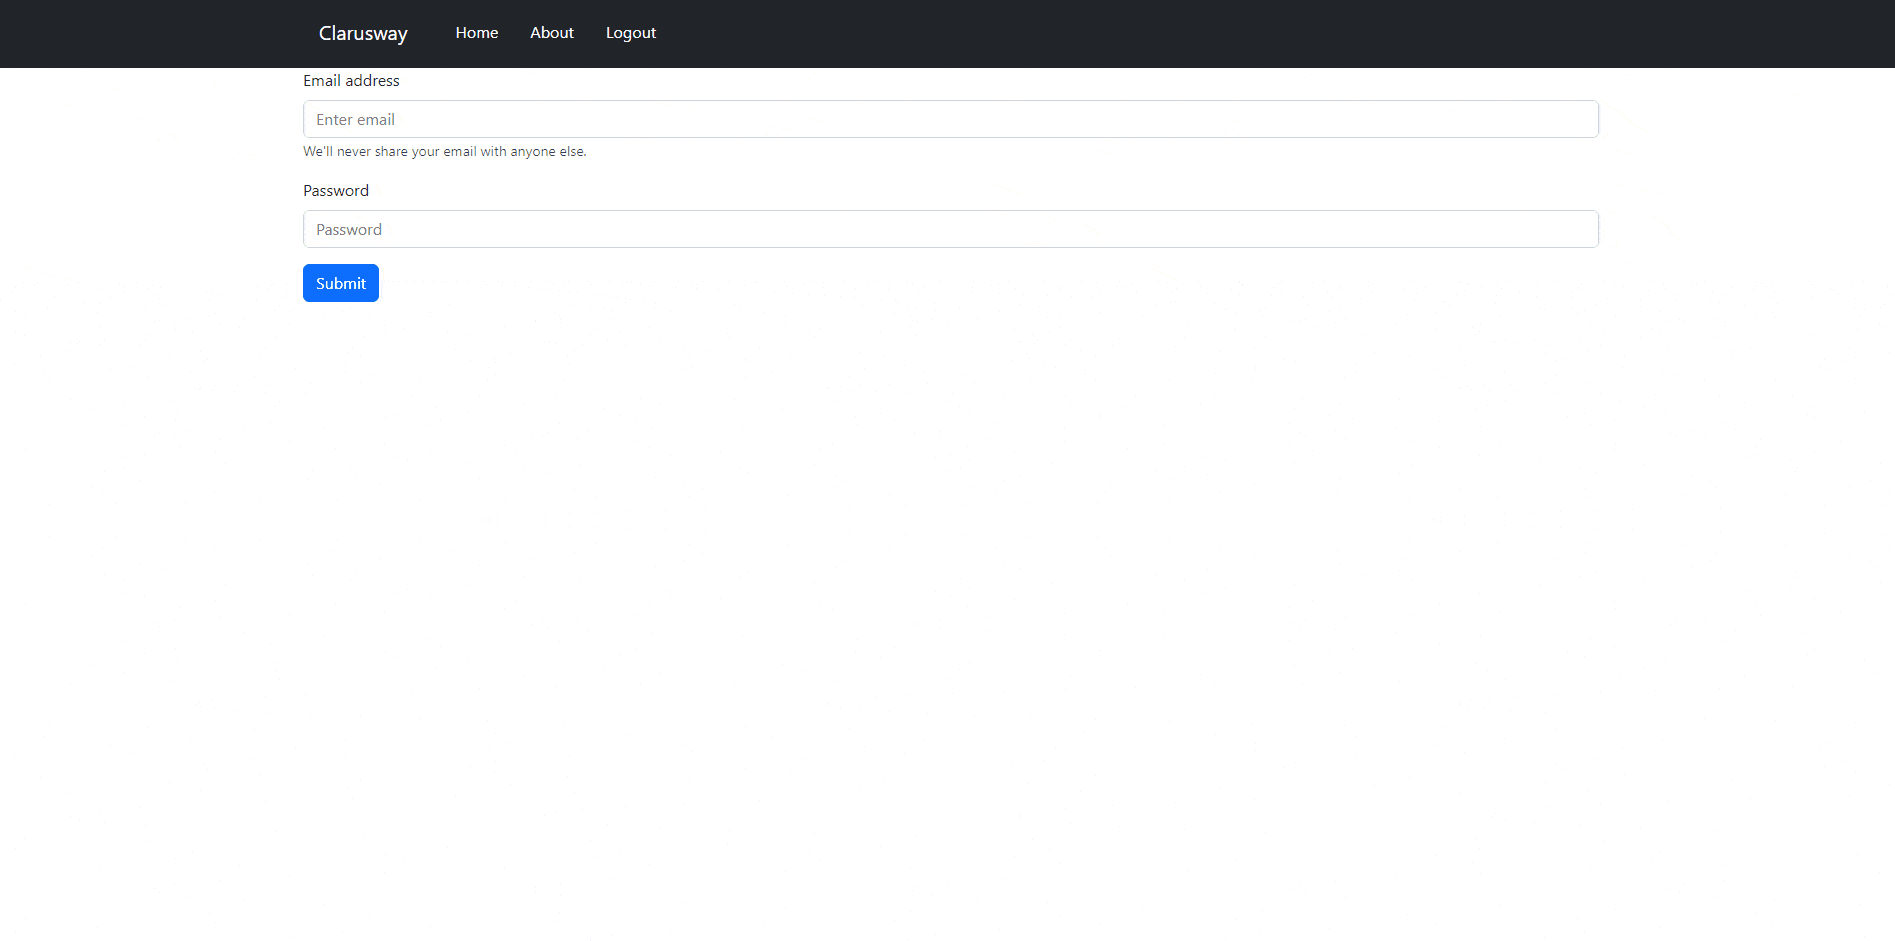 Clarusway Home About Logout
Email address
Enter email
We'll never share your email with anyone else.
Password
Password
Submit